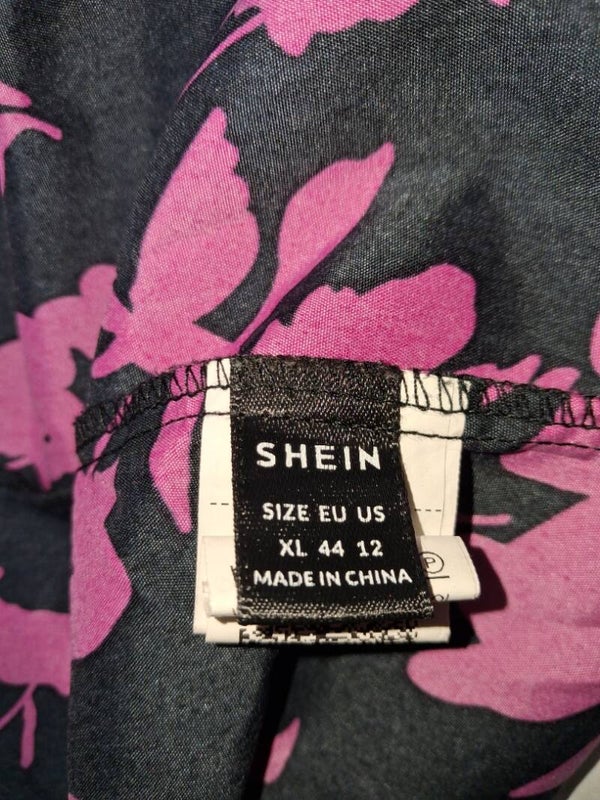 SHEIN
SIZE EU US
XL 44 12
MADE IN CHINA
P